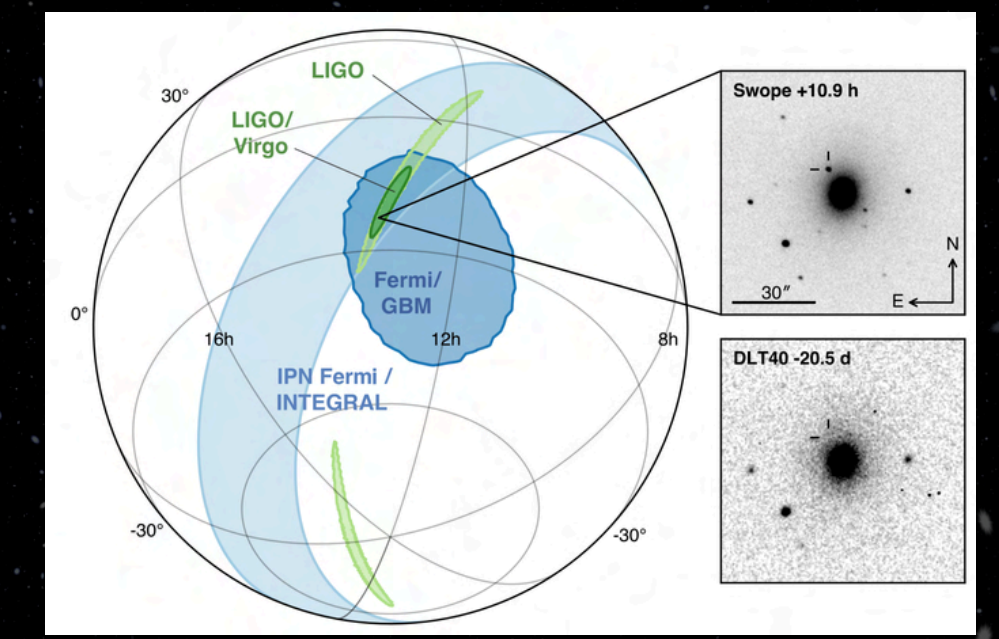 LIGO
LIGO/
Virgo
30°
Fermi/
GBM
0°
16h
12h
8h
IPN Fermi /
INTEGRAL
-30°
-30°
Swope +10.9 h
N
30″
E
DLT40 -20.5 d